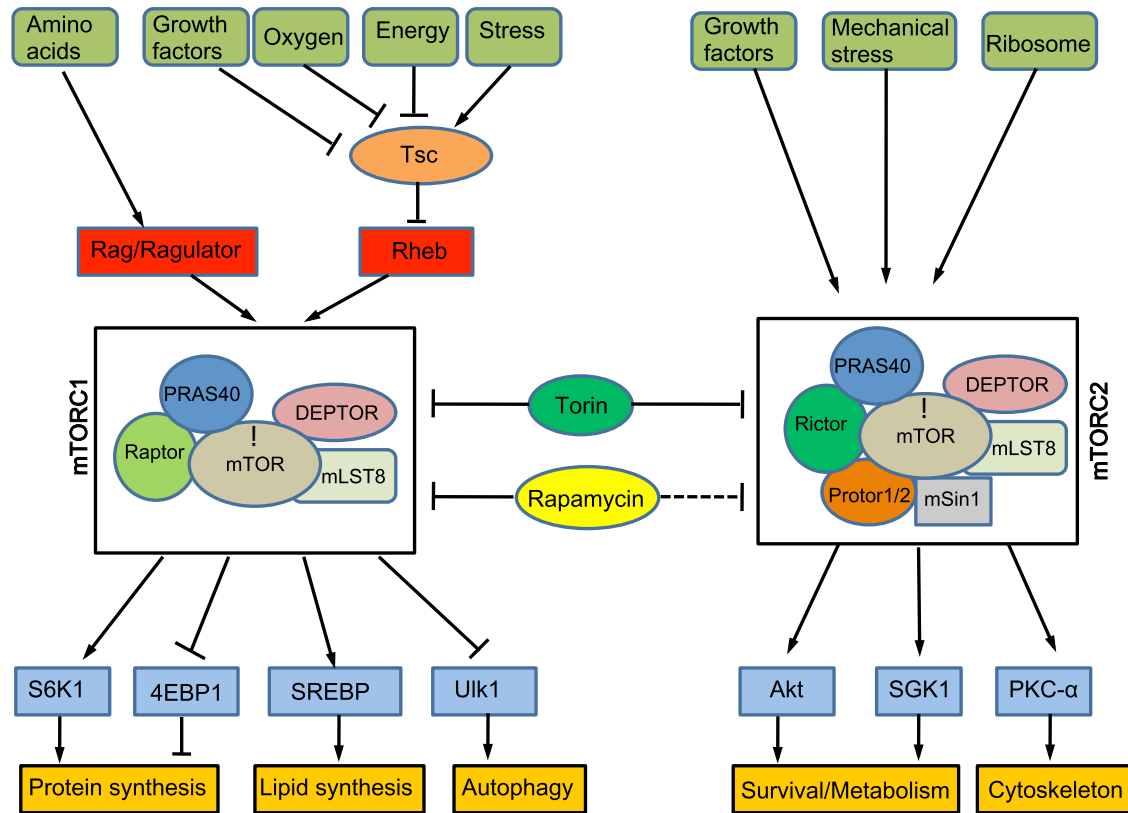 Amino
acids
Growth
factors
Oxygen
Energy
Stress
Growth
factors
Mechanical
stress
Ribosome
Tsc
Rag/Ragulator
Rheb
mTORC1
PRAS40
DEPTOR
Raptor
!
mTOR
mLST8
Torin
Rapamycin
mTORC2
PRAS40
DEPTOR
Rictor
!
mTOR
mLST8
Protor1/2
mSin1
S6K1
4EBP1
SREBP
Ulk1
Akt
SGK1
PKC-α
Protein synthesis
Lipid synthesis
Autophagy
Survival/Metabolism
Cytoskeleton